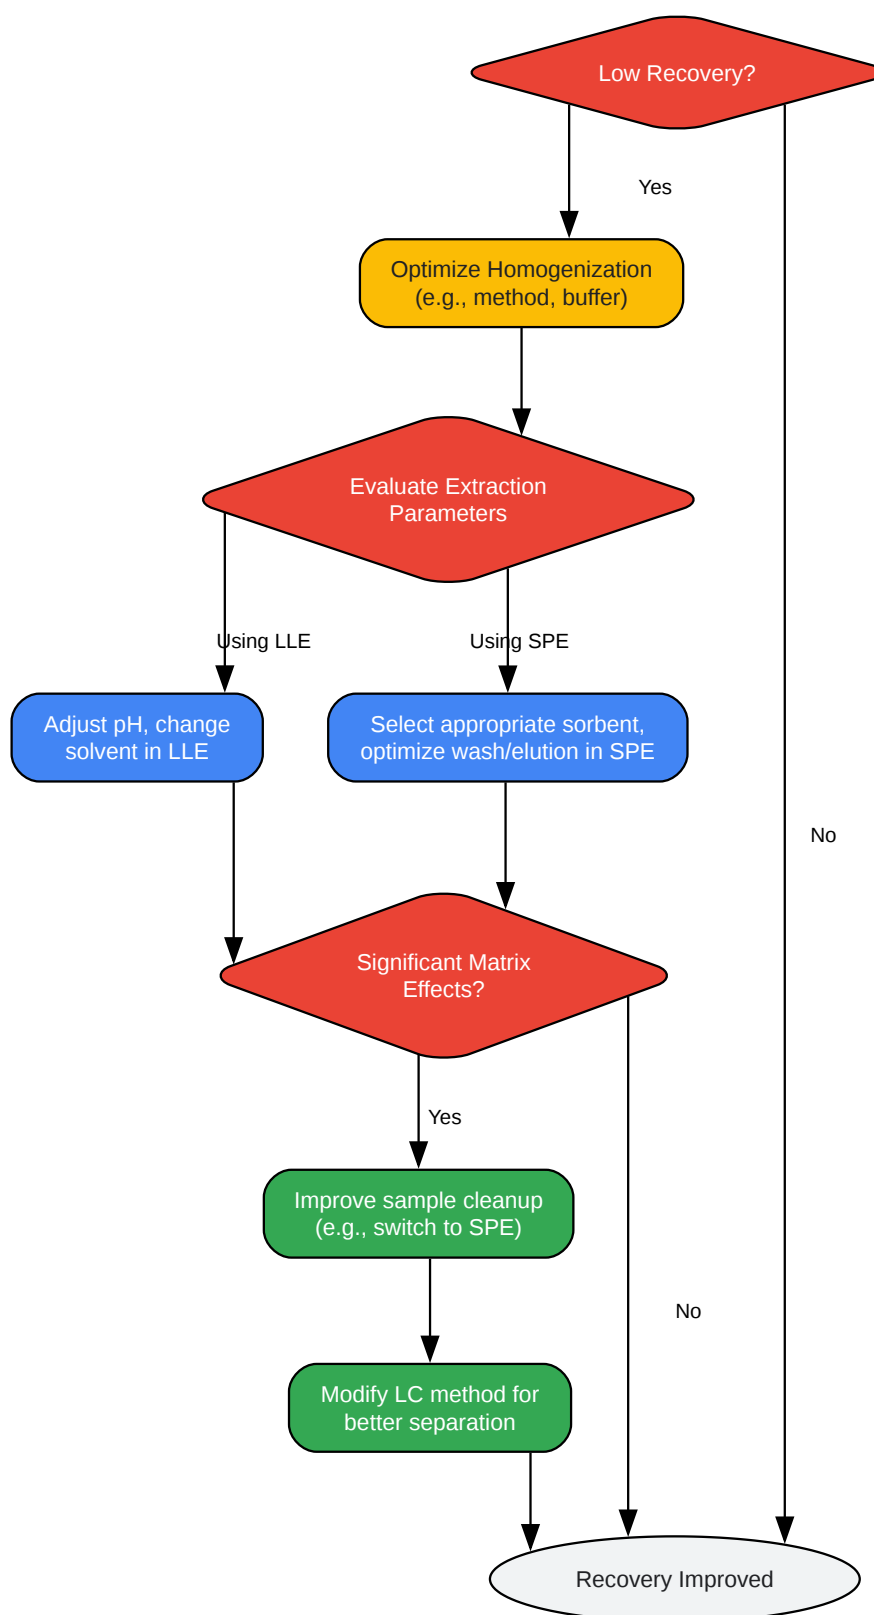 Low Recovery?
Yes
Optimize Homogenization
(e.g., method, buffer)
Evaluate Extraction
Parameters
Using LLE
Using SPE
Adjust pH, change
solvent in LLE
Select appropriate sorbent,
optimize wash/elution in SPE
No
Significant Matrix
Effects?
Yes
Improve sample cleanup
(e.g., switch to SPE)
No
Modify LC method for
better separation
Recovery Improved